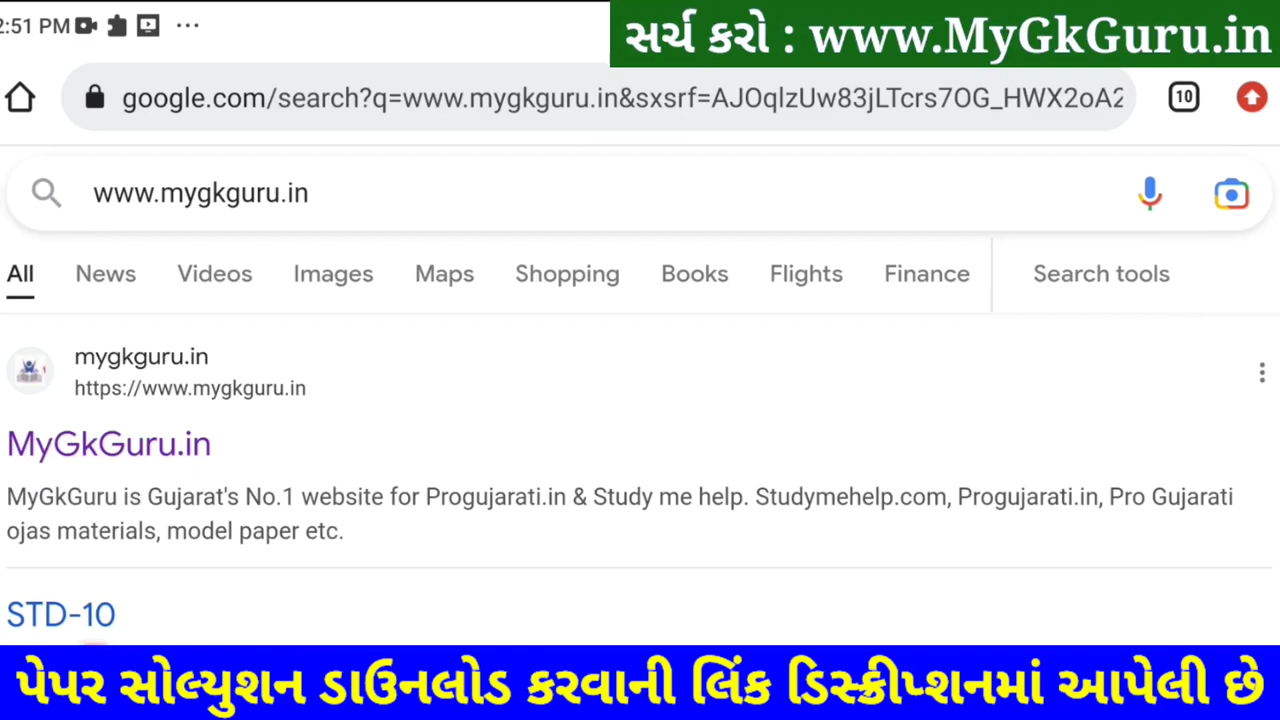 2:51 PM
સર્ચ કરો : www.MyGkGuru.in
google.com/search?q=www.mygkguru.in&sxsrf=AJOqlzUw83jLTcrs7OG_HWX2oA2
10
www.mygkguru.in
All News Videos Images Maps Shopping Books Flights Finance Search tools
mygkguru.in
https://www.mygkguru.in
MyGkGuru.in
MyGkGuru is Gujarat's No.1 website for Progujarati.in & Study me help. Studymehelp.com, Progujarati.in, Pro Gujarati
ojas materials, model paper etc.
STD-10
પેપર સોલ્યુશન ડાઉનલોડ કરવાની લિંક ડિસ્ક્રીપ્શનમાં આપેલી છે